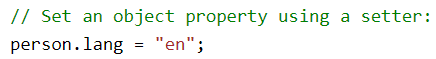 // Set an object property using a setter:
person.lang = "en";